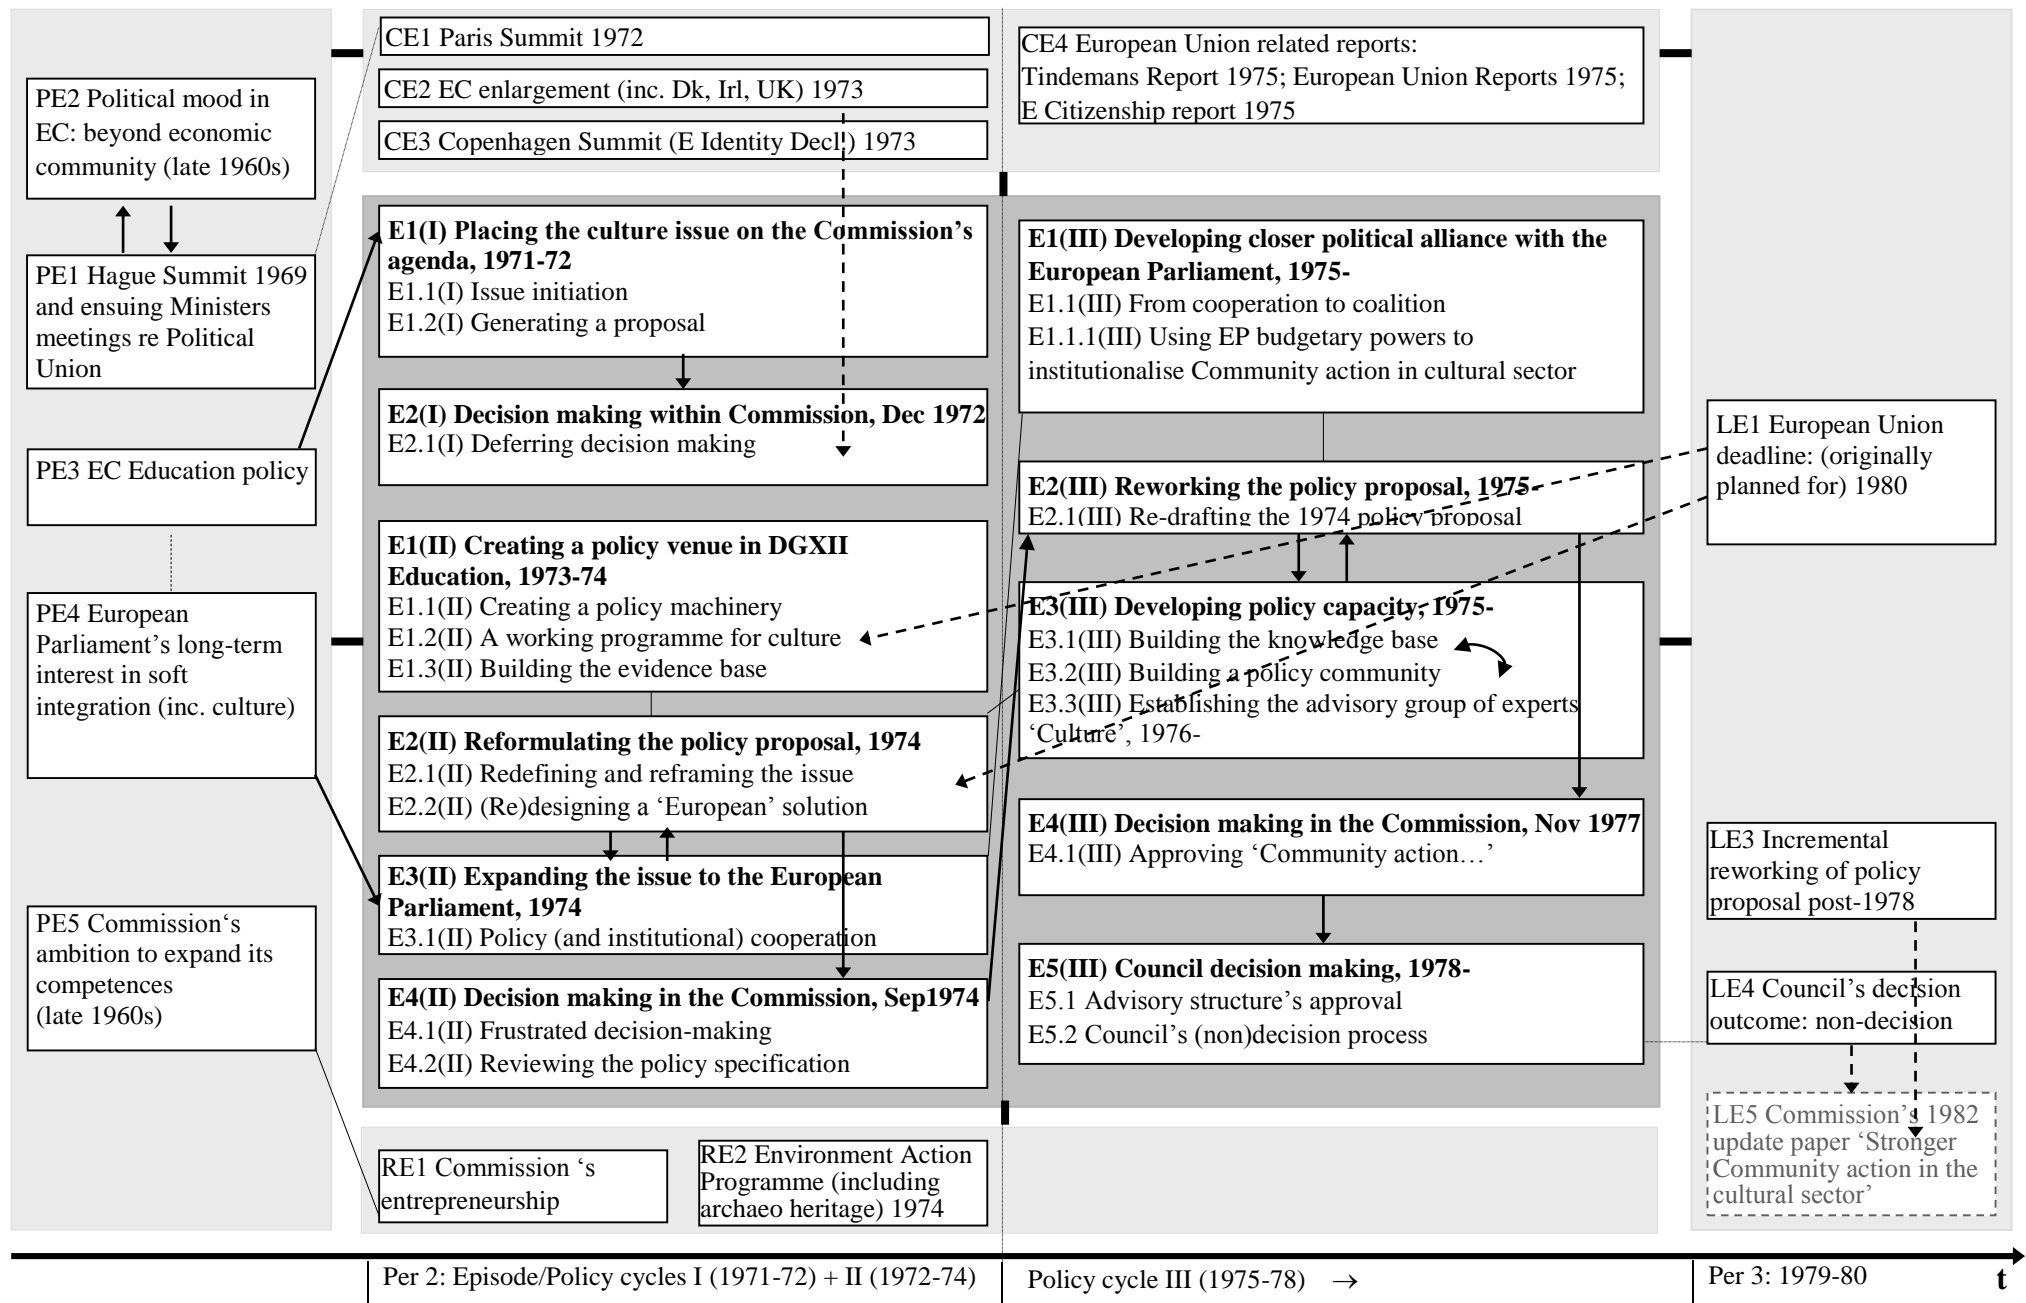 PE2 Political mood in
EC: beyond economic
community (late 1960s)
PE1 Hague Summit 1969
and ensuing Ministers
meetings re Political
Union
PE3 EC Education policy
PE4 European
Parliament’s long-term
interest in soft
integration (inc. culture)
PE5 Commission‘s
ambition to expand its
competences
(late 1960s)
CE1 Paris Summit 1972
CE2 EC enlargement (inc. Dk, Irl, UK) 1973
CE3 Copenhagen Summit (E Identity Decl.) 1973
CE4 European Union related reports:
Tindemans Report 1975; European Union Reports 1975;
E Citizenship report 1975
E1(I) Placing the culture issue on the Commission’s
agenda, 1971-72
E1.1(I) Issue initiation
E1.2(I) Generating a proposal
E2(I) Decision making within Commission, Dec 1972
E2.1(I) Deferring decision making
E1(II) Creating a policy venue in DGXII
Education, 1973-74
E1.1(II) Creating a policy machinery
E1.2(II) A working programme for culture
E1.3(II) Building the evidence base
E2(II) Reformulating the policy proposal, 1974
E2.1(II) Redefining and reframing the issue
E2.2(II) (Re)designing a ‘European’ solution
E3(II) Expanding the issue to the European
Parliament, 1974
E3.1(II) Policy (and institutional) cooperation
E4(II) Decision making in the Commission, Sep1974
E4.1(II) Frustrated decision-making
E4.2(II) Reviewing the policy specification
E1(III) Developing closer political alliance with the
European Parliament, 1975-
E1.1(III) From cooperation to coalition
E1.1.1(III) Using EP budgetary powers to
institutionalise Community action in cultural sector
E2(III) Reworking the policy proposal, 1975-
E2.1(III) Re-drafting the 1974 policy proposal
E3(III) Developing policy capacity, 1975-
E3.1(III) Building the knowledge base
E3.2(III) Building a policy community
E3.3(III) Establishing the advisory group of experts
‘Culture’, 1976-
E4(III) Decision making in the Commission, Nov 1977
E4.1(III) Approving ‘Community action…’
E5(III) Council decision making, 1978-
E5.1 Advisory structure’s approval
E5.2 Council’s (non)decision process
LE1 European Union
deadline: (originally
planned for) 1980
LE3 Incremental
reworking of policy
proposal post-1978
LE4 Council’s decision
outcome: non-decision
LE5 Commission’s 1982
update paper ‘Stronger
Community action in the
cultural sector’
RE1 Commission ‘s
entrepreneurship
RE2 Environment Action
Programme (including
archaeo heritage) 1974
Per 2: Episode/Policy cycles I (1971-72) + II (1972-74)
Policy cycle III (1975-78) →
Per 3: 1979-80
t